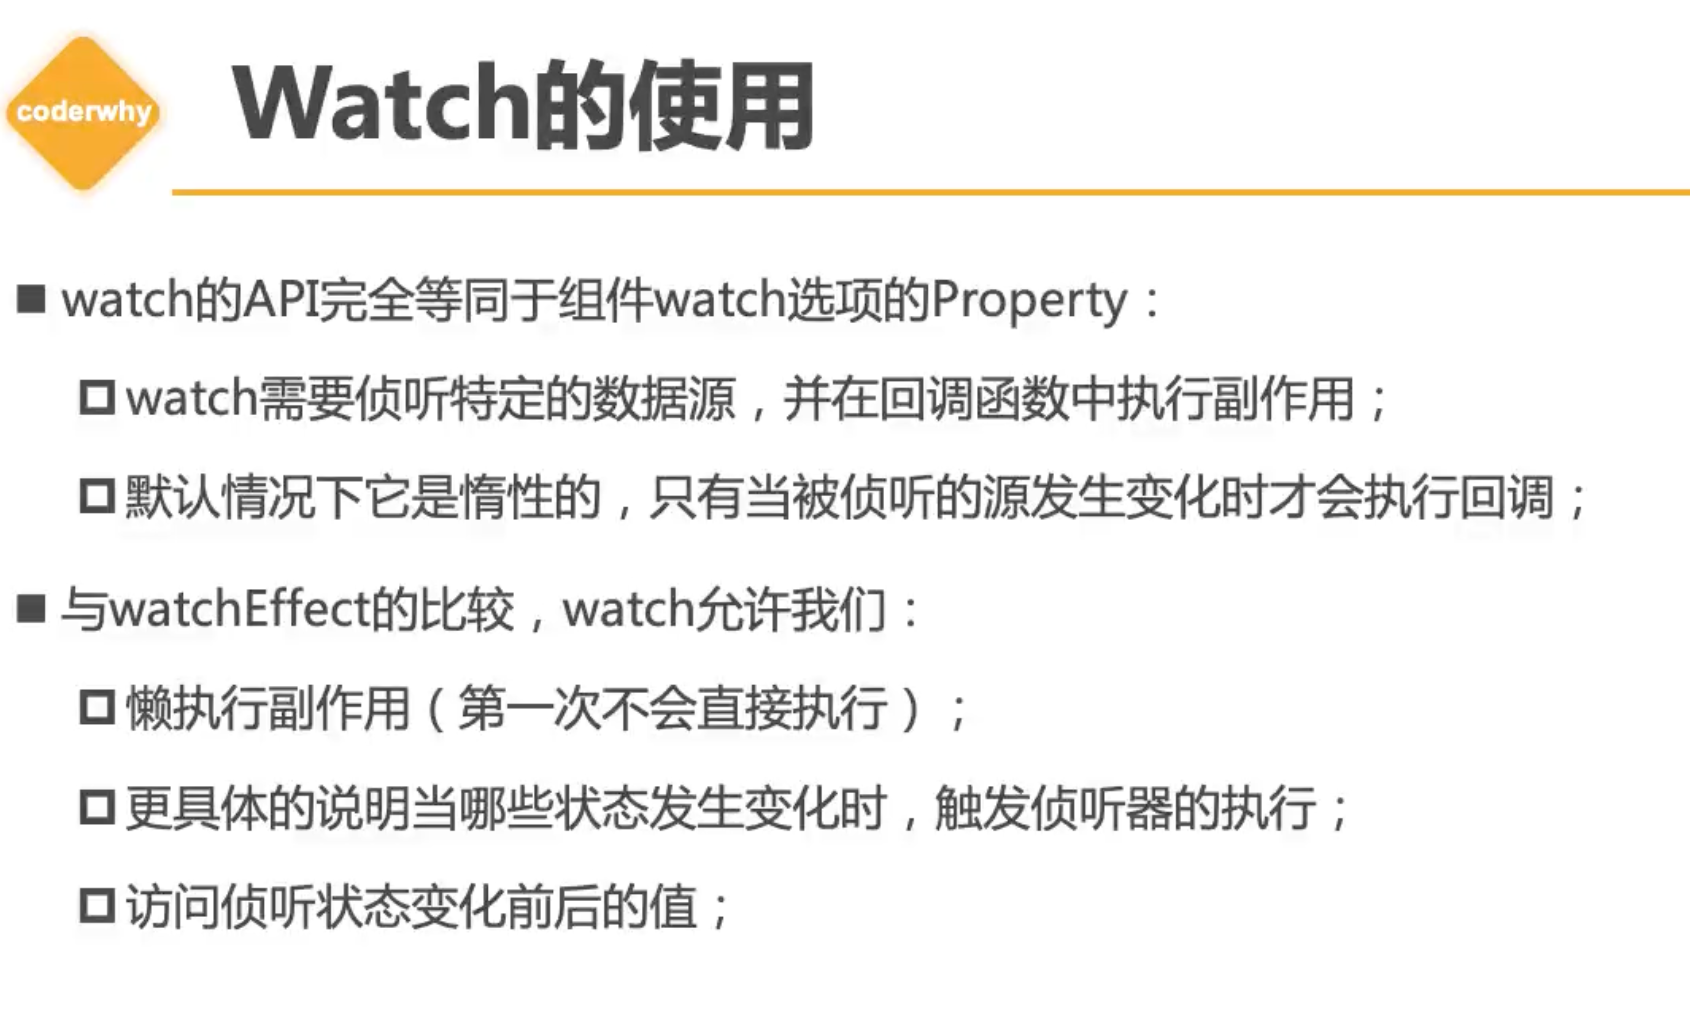 coderwhy
Watch的使用
watch的API完全等同于组件watch选项的Property：
watch需要侦听特定的数据源，并在回调函数中执行副作用；
默认情况下它是惰性的，只有当被侦听的源发生变化时才会执行回调；
与watchEffect的比较，watch允许我们：
懒执行副作用（第一次不会直接执行）；
更具体的说明当哪些状态发生变化时，触发侦听器的执行；
访问侦听状态变化前后的值；